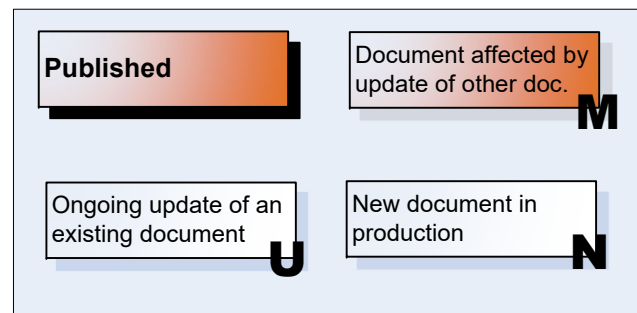 Published
Document affected by
update of other doc.
M
Ongoing update of an
existing document
U
New document in
production
N